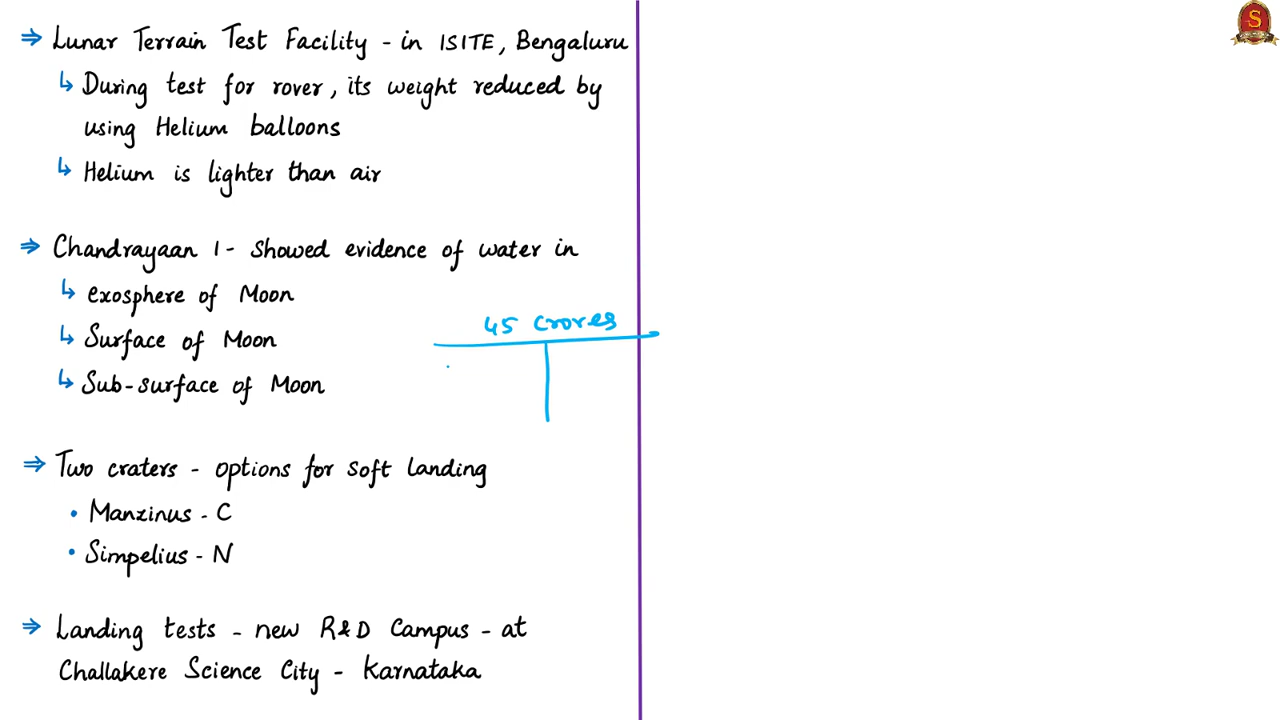 ⇒ Lunar Terrain Test Facility - in ISITE, Bengaluru
↳ During test for rover, its weight reduced by
using Helium balloons
↳ Helium is lighter than air
⇒ Chandrayaan 1 - Showed evidence of water in
↳ Exosphere of Moon
↳ Surface of Moon
↳ Sub-surface of Moon
45 Crores
⇒ Two craters - options for soft landing
• Manzinus - C
• Simpelius - N
⇒ Landing tests - new R&D Campus - at
Challakere Science City - Karnataka
S